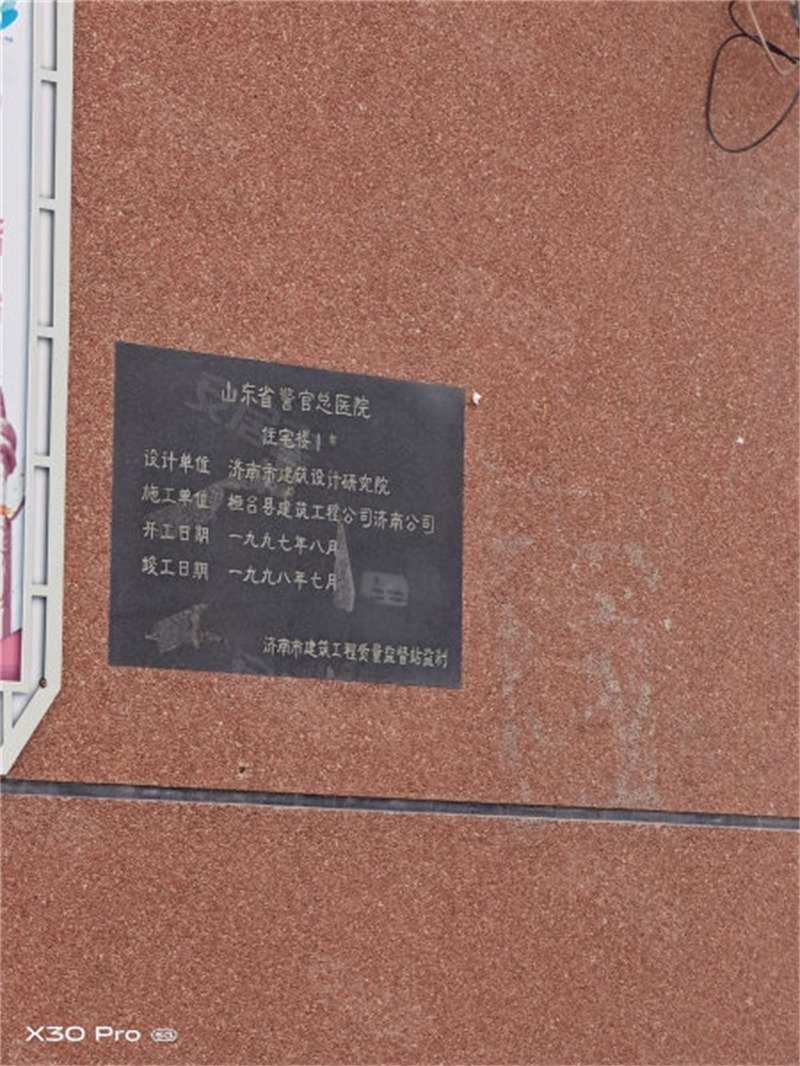 山东省警官总医院
住宅楼1#
设计单位 济南市建筑设计研究院
施工单位 桓台县建筑工程公司济南公司
开工日期 一九九七年八月
竣工日期 一九九八年七月
济南市建筑工程质量监督站监制
X30 Pro 5G